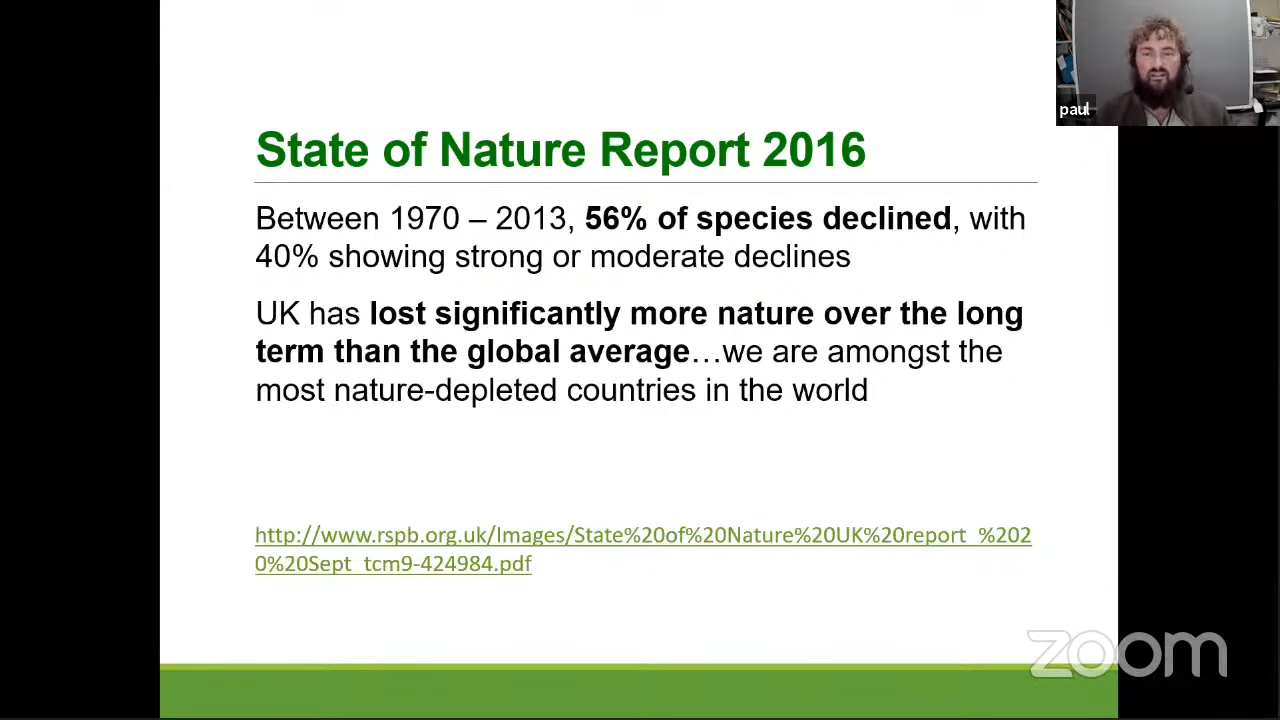 paul
State of Nature Report 2016
Between 1970 – 2013, 56% of species declined, with
40% showing strong or moderate declines
UK has lost significantly more nature over the long
term than the global average…we are amongst the
most nature-depleted countries in the world
http://www.rspb.org.uk/Images/State%20of%20Nature%20UK%20report_%202
0%20Sept_tcm9-424984.pdf
zoom